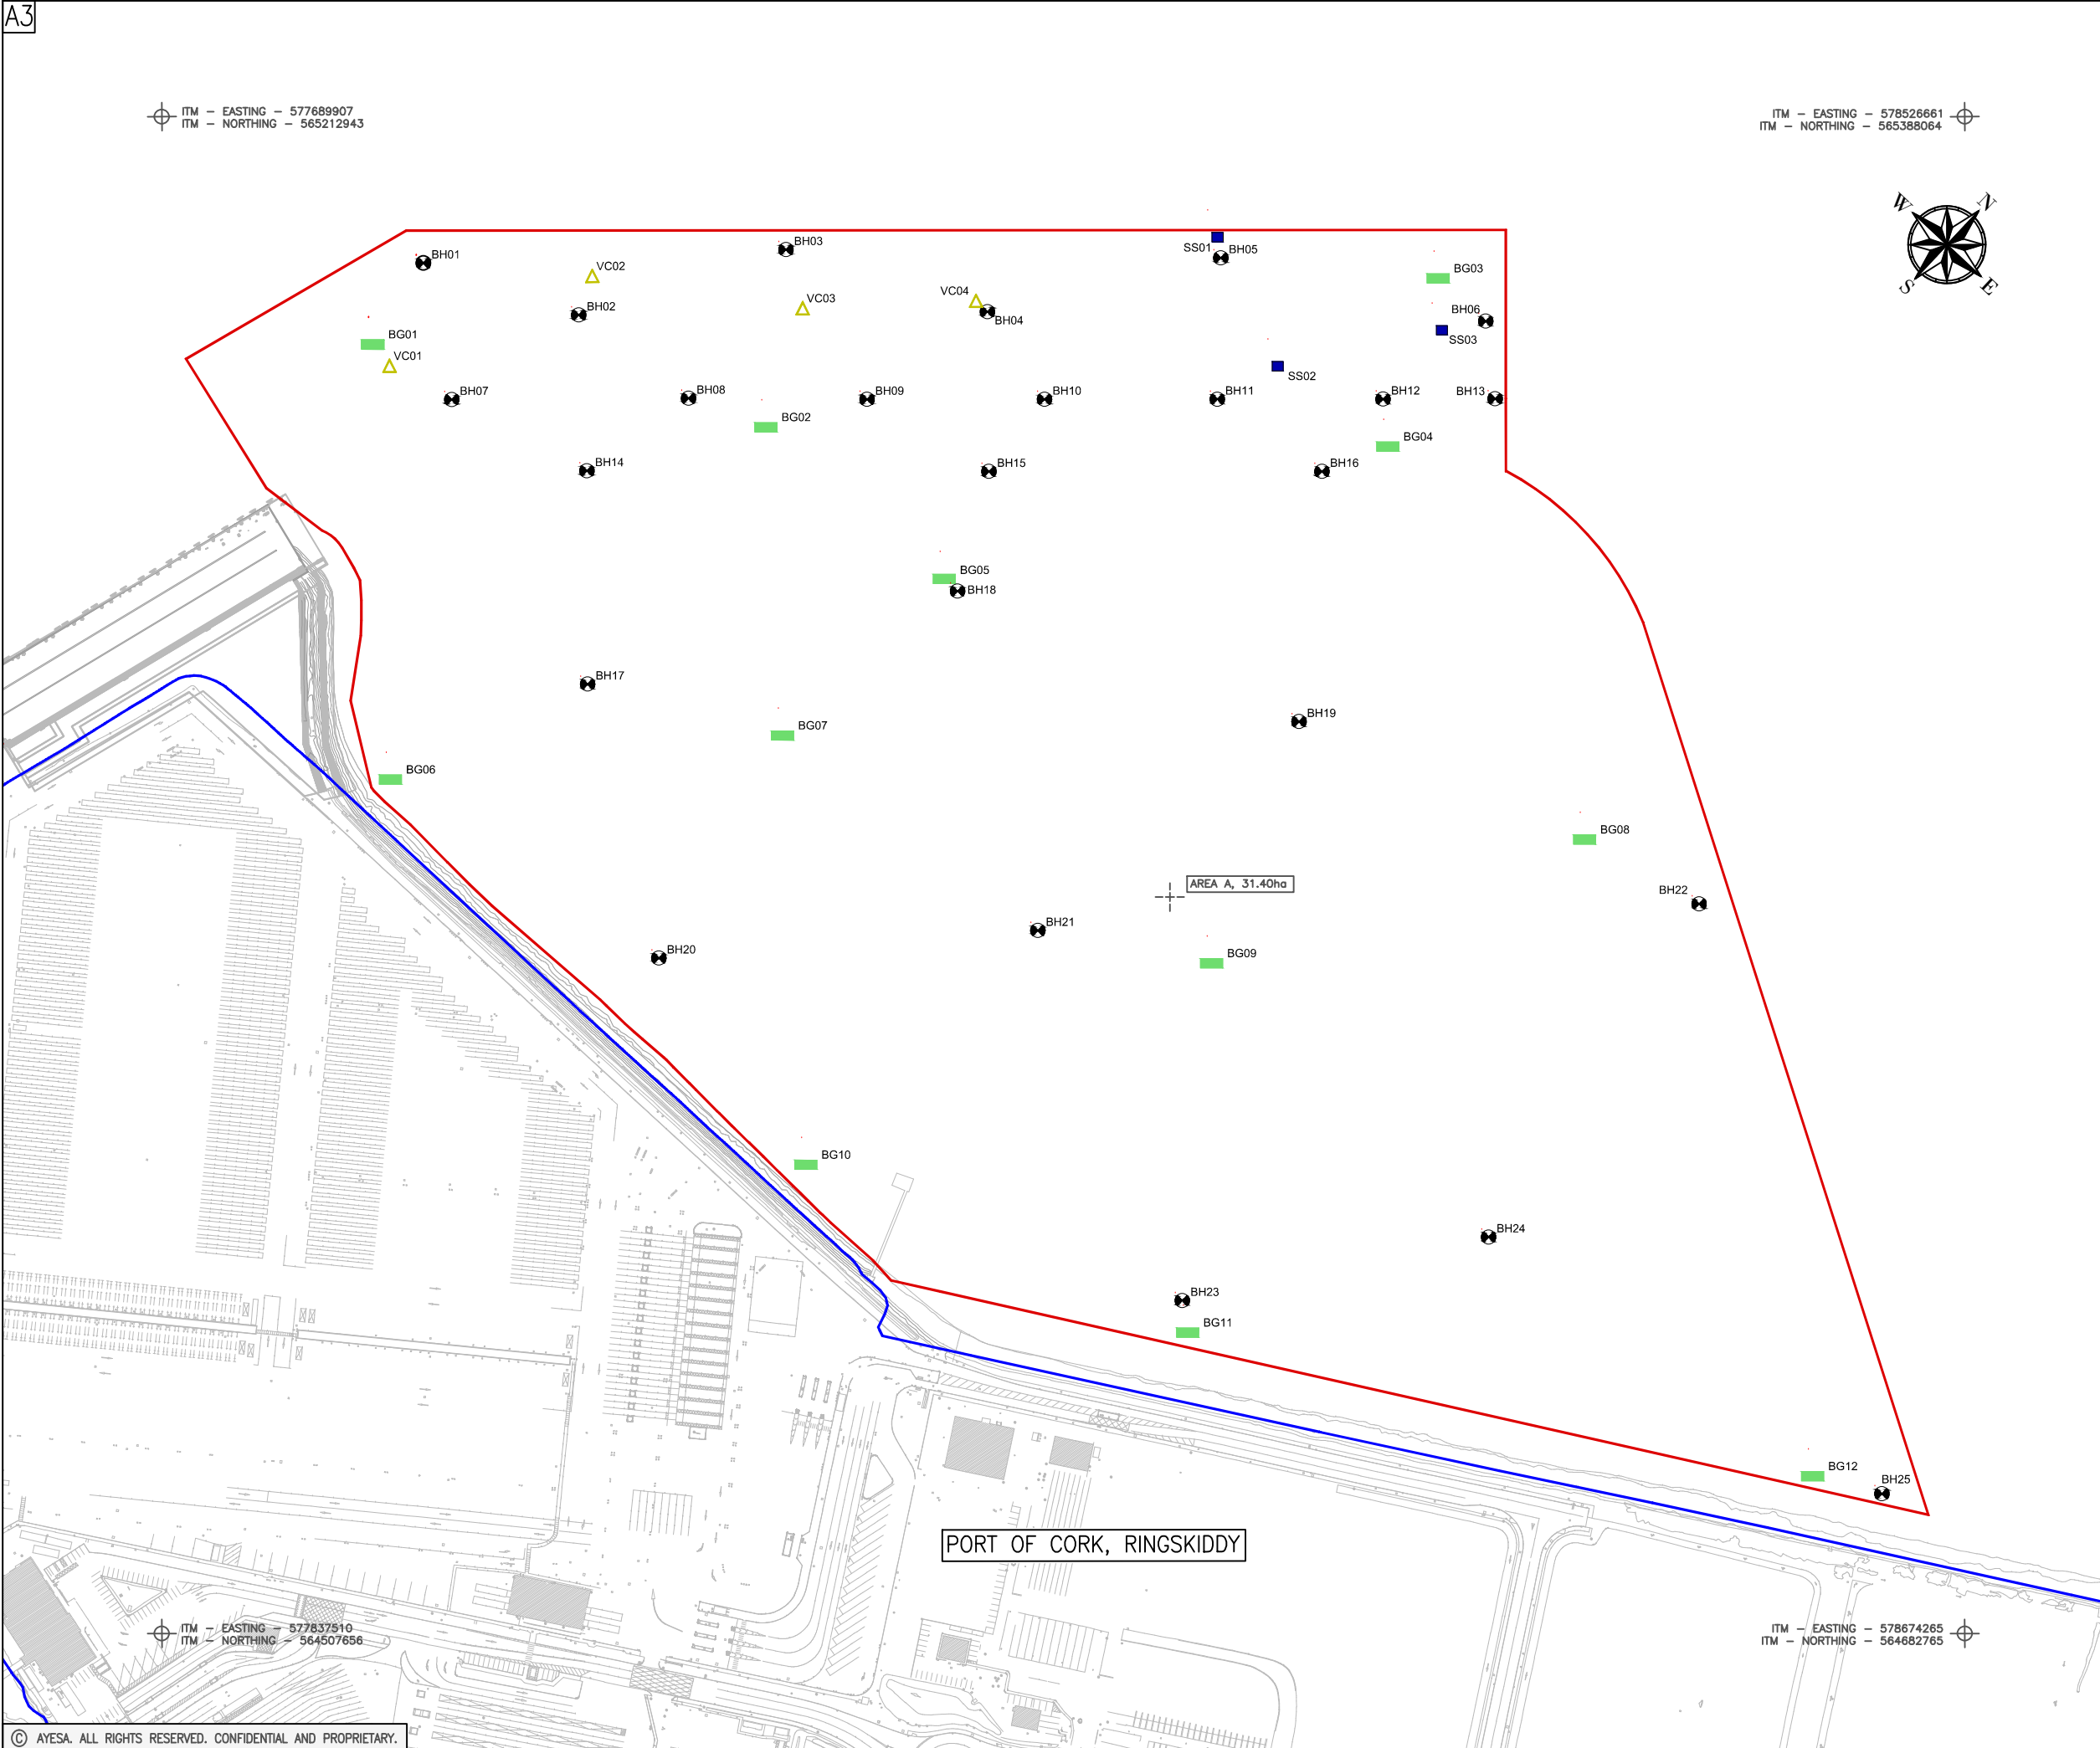 A3
ITM - EASTING - 577689907
ITM - NORTHING - 565212943
ITM - EASTING - 578526661
ITM - NORTHING - 565388064
W
N
S
E
BH01
VC02
BH03
SS01
BH05
BG03
BH02
VC03
VC04
BH04
BH06
SS03
BG01
VC01
SS02
BH07
BH08
BG02
BH09
BH10
BH11
BH12
BH13
BG04
BH14
BH15
BH16
BG05
BH18
BH17
BG07
BH19
BG06
BG08
AREA A, 31.40ha
BH22
BH20
BH21
BG09
BG10
BH24
BH23
BG11
BG12
BH25
PORT OF CORK, RINGSKIDDY
ITM - EASTING - 577837510
ITM - NORTHING - 564507656
ITM - EASTING - 578674265
ITM - NORTHING - 564682765
© AYESA. ALL RIGHTS RESERVED. CONFIDENTIAL AND PROPRIETARY.